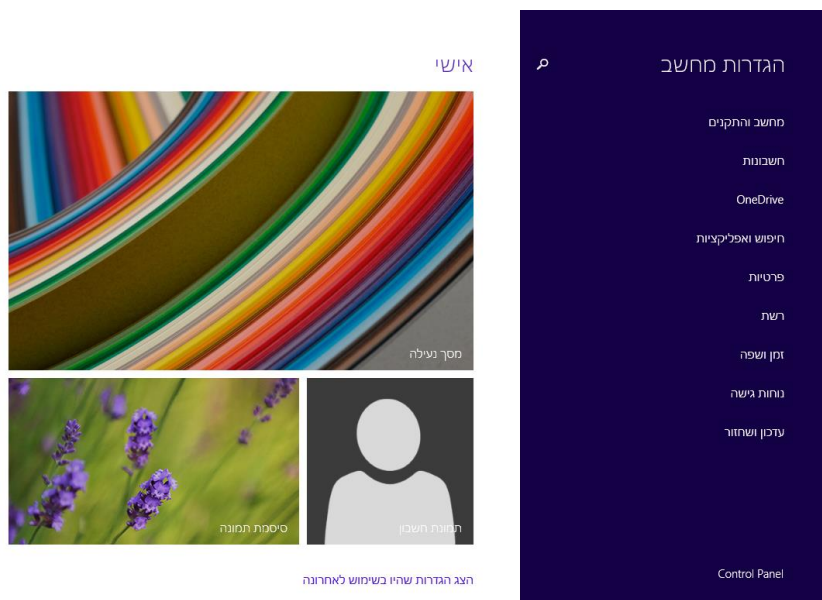 הגדרות מחשב
מחשב והתקנים
חשבונות
OneDrive
חיפוש ואפליקציות
פרטיות
רשת
זמן ושפה
נוחות גישה
עדכון ושחזור
Control Panel
אישי
מסך נעילה
תמונת חשבון
סיסמת תמונה
הצג הגדרות שהיו בשימוש לאחרונה